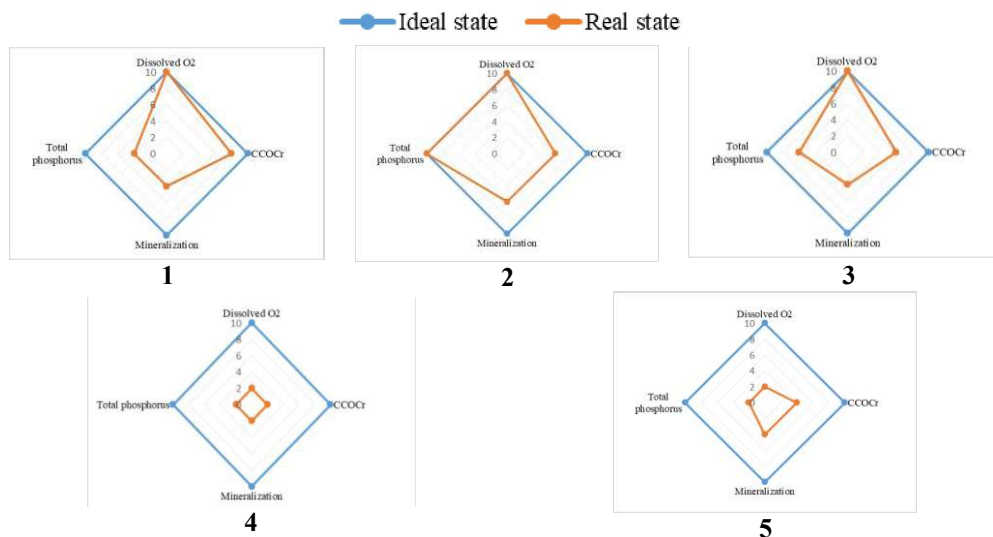 Ideal state Real state
Dissolved O2
10
8
6
4
2
0
Total
phosphorus
CCOCr
Mineralization
1
Dissolved O2
10
8
6
4
2
0
Total
phosphorus
CCOCr
Mineralization
2
Dissolved O2
10
8
6
4
2
0
Total
phosphorus
CCOCr
Mineralization
3
Dissolved O2
10
8
6
4
2
0
Total phosphorus
CCOCr
Mineralization
4
Dissolved O2
10
8
6
4
2
0
Total
phosphorus
CCOCr
Mineralization
5